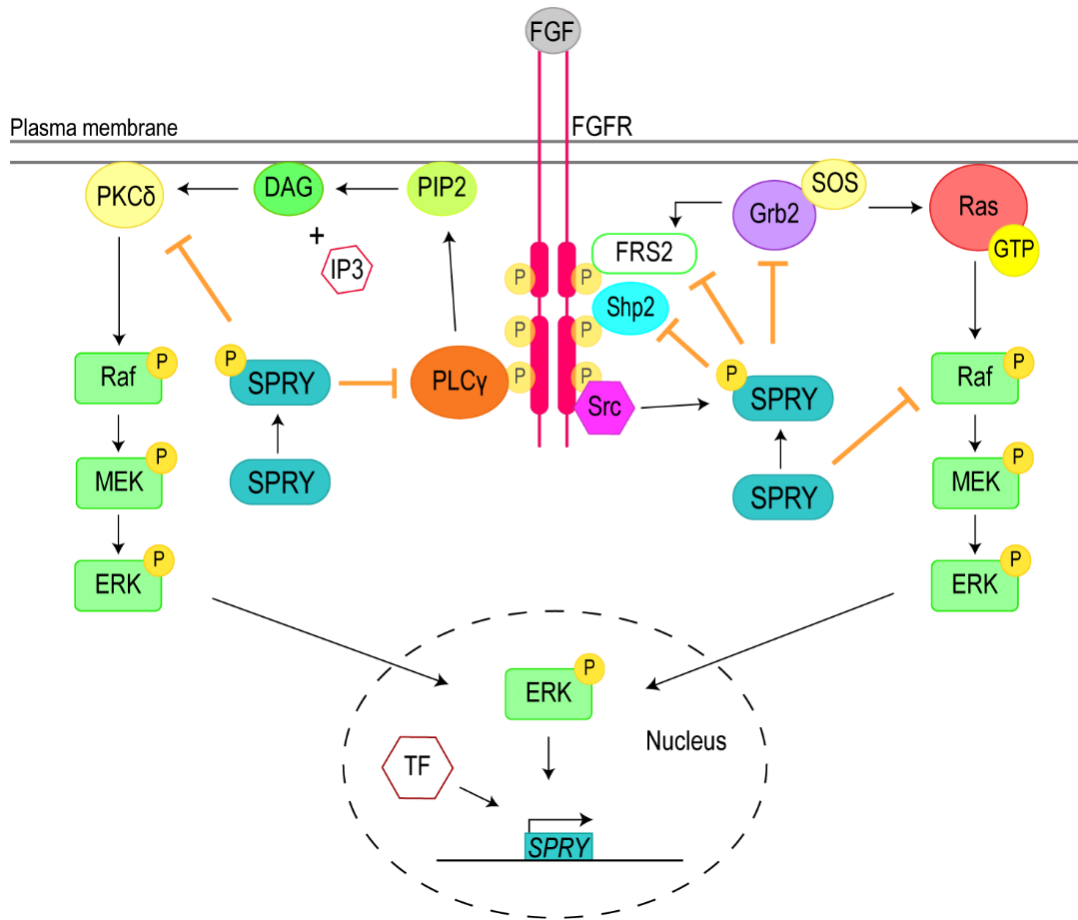 FGF
Plasma membrane
FGFR
PKCδ
DAG
PIP2
+
IP3
SOS
Grb2
Ras
GTP
FRS2
Shp2
P
P
P
P
P
P
Raf
P
P
SPRY
PLCγ
Src
P
SPRY
Raf
P
MEK
P
SPRY
SPRY
MEK
P
ERK
P
ERK
P
ERK
P
Nucleus
TF
SPRY